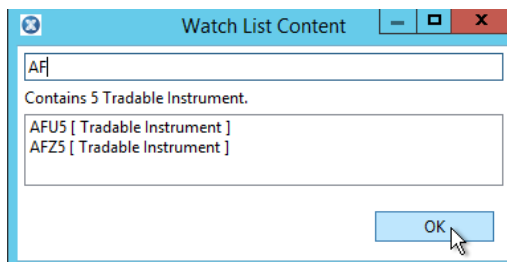 Watch List Content
AF
Contains 5 Tradable Instrument.
AFU5 [ Tradable Instrument ]
AFZ5 [ Tradable Instrument ]
OK